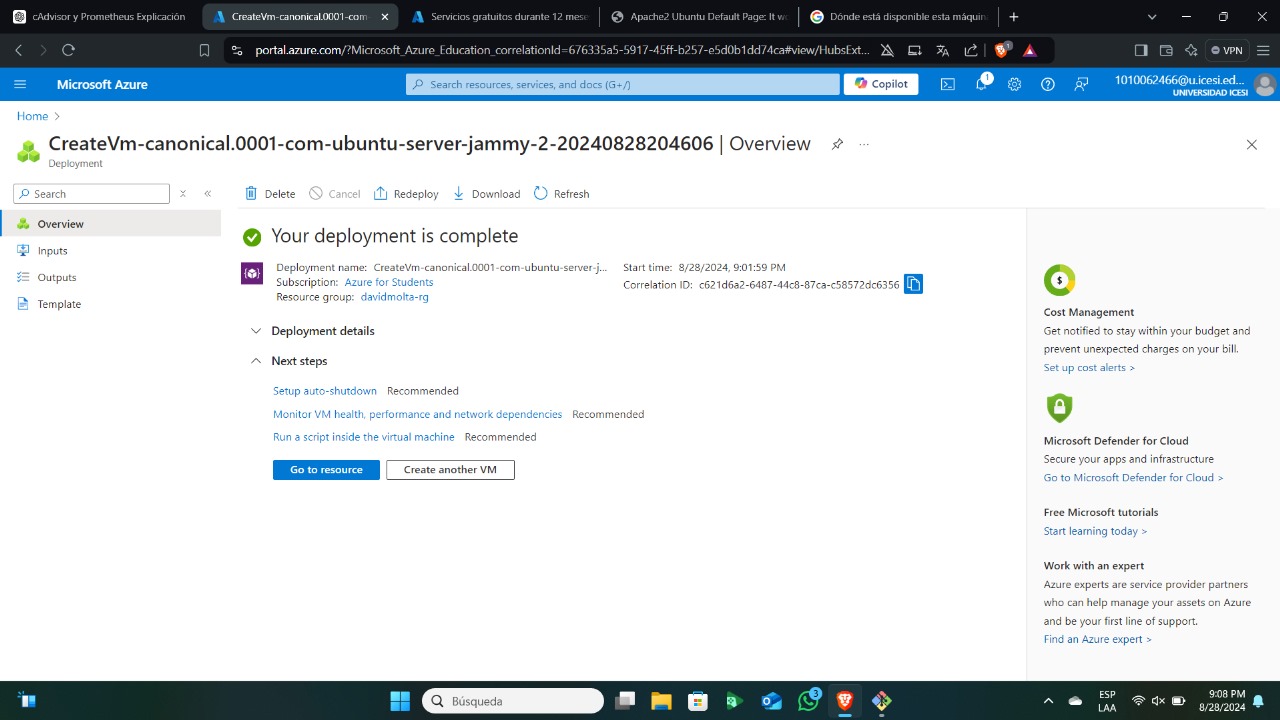 cAdvisor y Prometheus Explicación
CreateVm-canonical.0001-com-
Servicios gratuitos durante 12 mese
Apache2 Ubuntu Default Page: It wo
Dónde está disponible esta máquina
portal.azure.com/?Microsoft_Azure_Education_correlationId=676335a5-5917-45ff-b257-e5d0b1dd74ca#view/HubsExt...
1
VPN
Microsoft Azure
Search resources, services, and docs (G+/)
Copilot
1
1010062466@u.icesi.ed...
UNIVERSIDAD ICESI
Home >
CreateVm-canonical.0001-com-ubuntu-server-jammy-2-20240828204606 | Overview
...
Deployment
Search
Delete
Cancel
Redeploy
Download
Refresh
Overview
Inputs
Outputs
Template
Your deployment is complete
Deployment name: CreateVm-canonical.0001-com-ubuntu-server-j...
Subscription: Azure for Students
Resource group: davidmolta-rg
Start time: 8/28/2024, 9:01:59 PM
Correlation ID: c621d6a2-6487-44c8-87ca-c58572dc6356
Deployment details
Next steps
Setup auto-shutdown Recommended
Monitor VM health, performance and network dependencies Recommended
Run a script inside the virtual machine Recommended
Go to resource
Create another VM
Cost Management
Get notified to stay within your budget and
prevent unexpected charges on your bill.
Set up cost alerts >
Microsoft Defender for Cloud
Secure your apps and infrastructure
Go to Microsoft Defender for Cloud >
Free Microsoft tutorials
Start learning today >
Work with an expert
Azure experts are service provider partners
who can help manage your assets on Azure
and be your first line of support.
Find an Azure expert >
Búsqueda
3
ESP
LAA
9:08 PM
8/28/2024